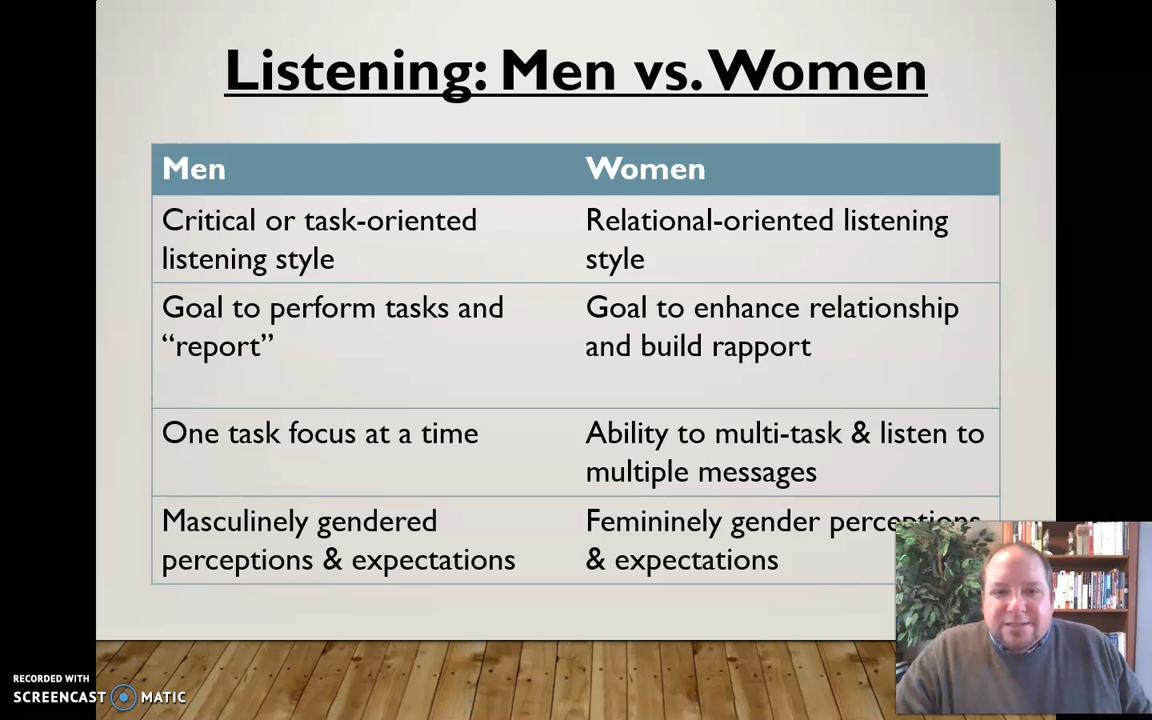 Listening: Men vs. Women
Men
Women
Critical or task-oriented
listening style
Relational-oriented listening
style
Goal to perform tasks and
“report”
Goal to enhance relationship
and build rapport
One task focus at a time
Ability to multi-task & listen to
multiple messages
Masculinely gendered
perceptions & expectations
Femininely gender perceptions
& expectations
RECORDED WITH
SCREENCAST MATIC